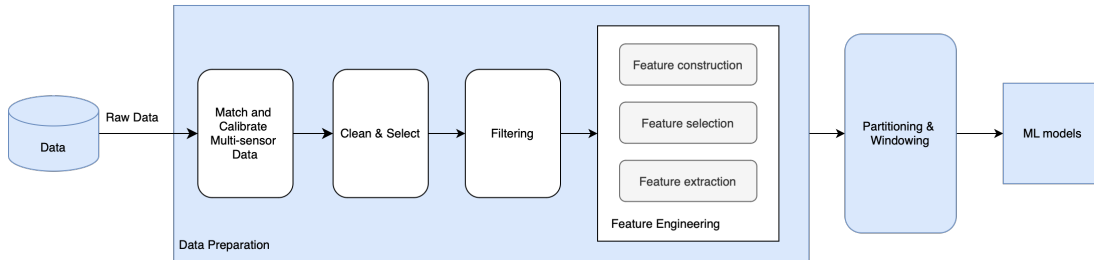 Data
Raw Data
Match and
Calibrate
Multi-sensor
Data
Clean & Select
Filtering
Feature construction
Feature selection
Feature extraction
Feature Engineering
Data Preparation
Partitioning &
Windowing
ML models